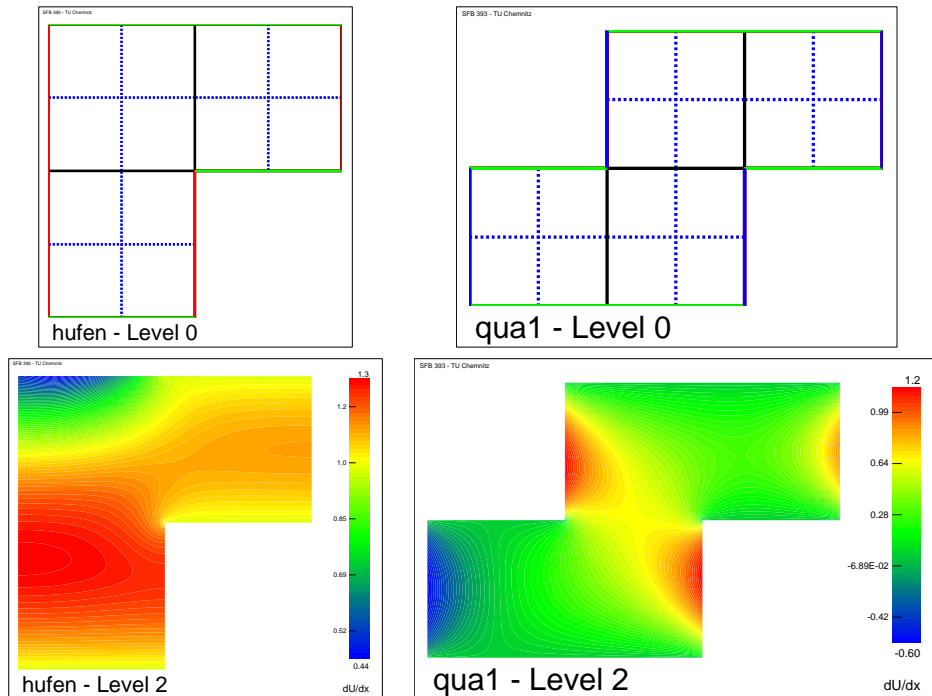 SFB 393 - TU Chemnitz
hufen - Level 0
SFB 393 - TU Chemnitz
qua1 - Level 0
SFB 393 - TU Chemnitz
1.3
1.2
1.0
0.85
0.69
0.52
0.44
hufen - Level 2
dU/dx
SFB 393 - TU Chemnitz
1.2
0.99
0.64
0.28
-6.89E-02
-0.42
-0.60
qua1 - Level 2
dU/dx